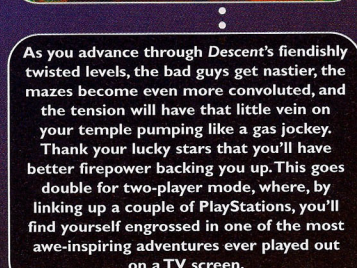 As you advance through Descent's fiendishly
twisted levels, the bad guys get nastier, the
mazes become even more convoluted, and
the tension will have that little vein on
your temple pumping like a gas jockey.
Thank your lucky stars that you'll have
better firepower backing you up. This goes
double for two-player mode, where, by
linking up a couple of PlayStations, you'll
find yourself engrossed in one of the most
awe-inspiring adventures ever played out
on a TV screen.